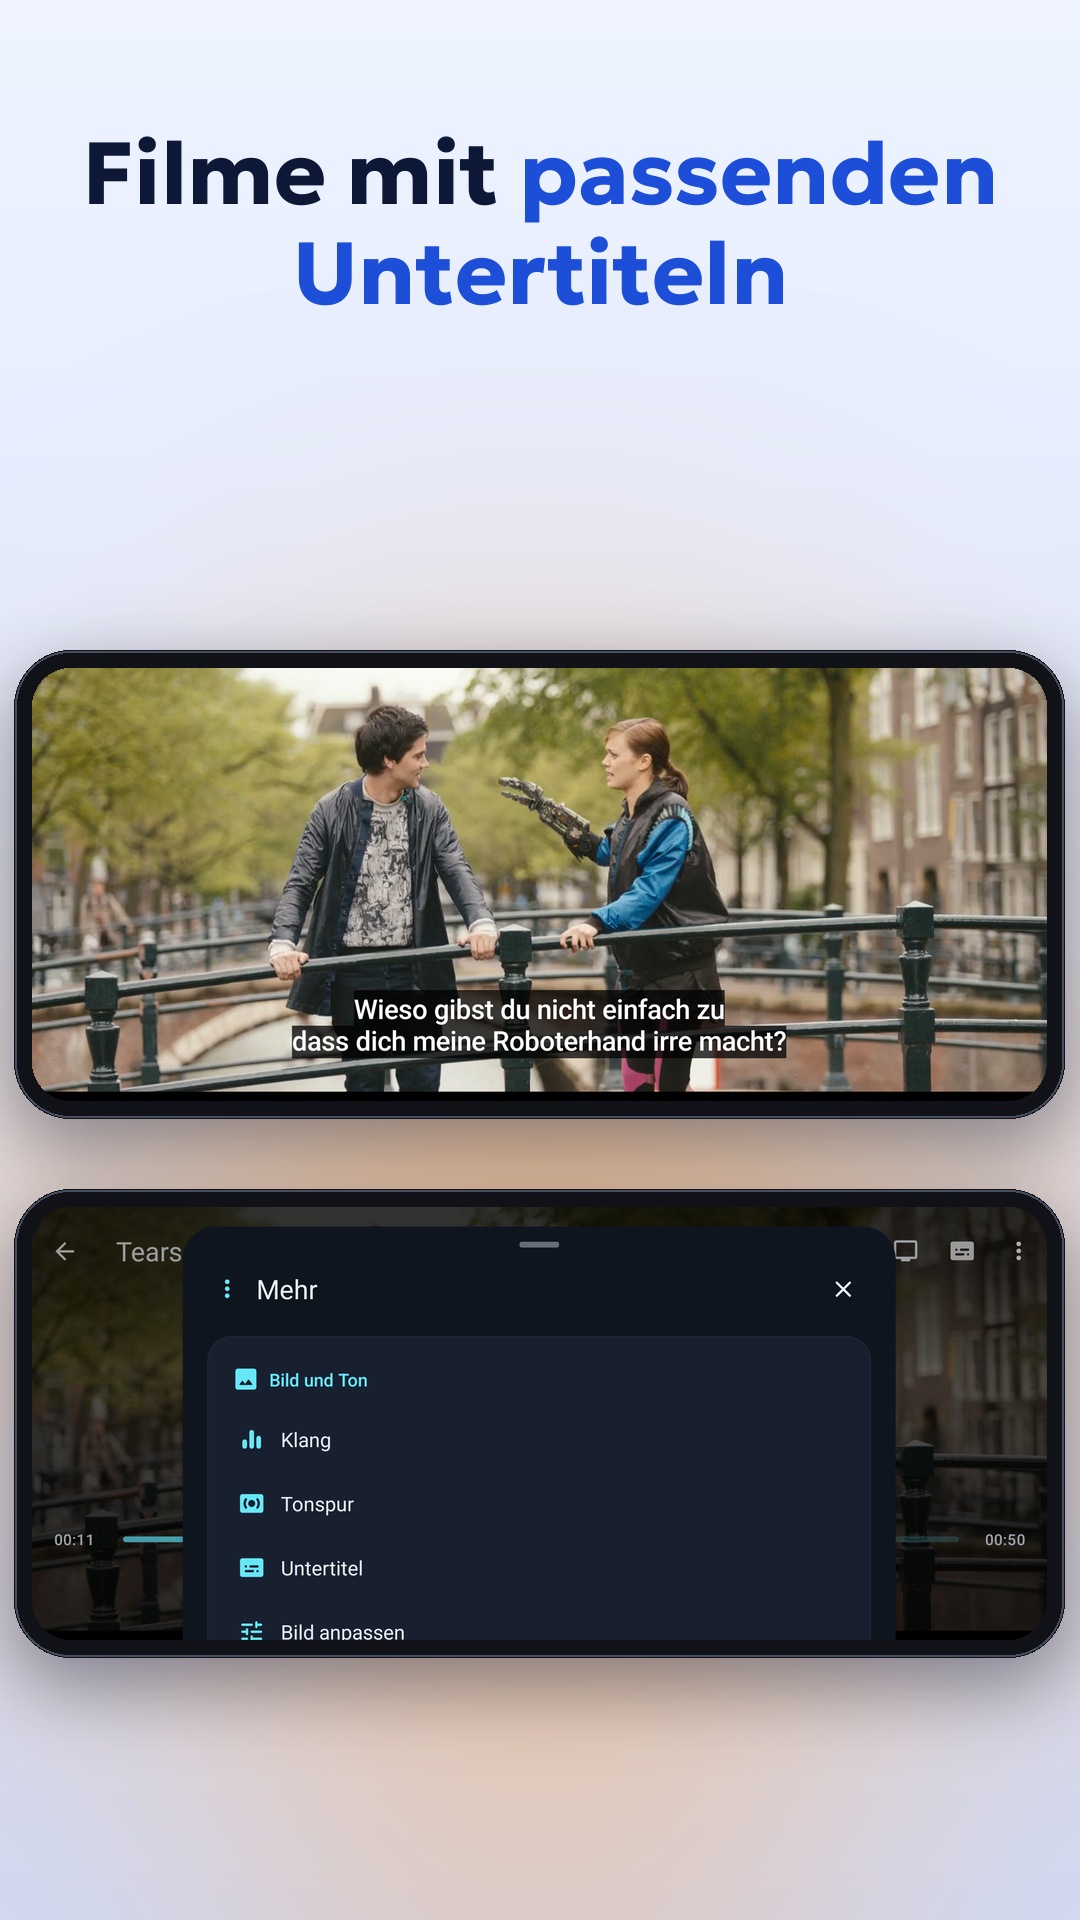 Filme mit passenden
Untertiteln
Wieso gibst du nicht einfach zu
dass dich meine Roboterhand irre macht?
Tears
Mehr
Bild und Ton
Klang
Tonspur
00:11
00:50
Untertitel
Bild anpassen